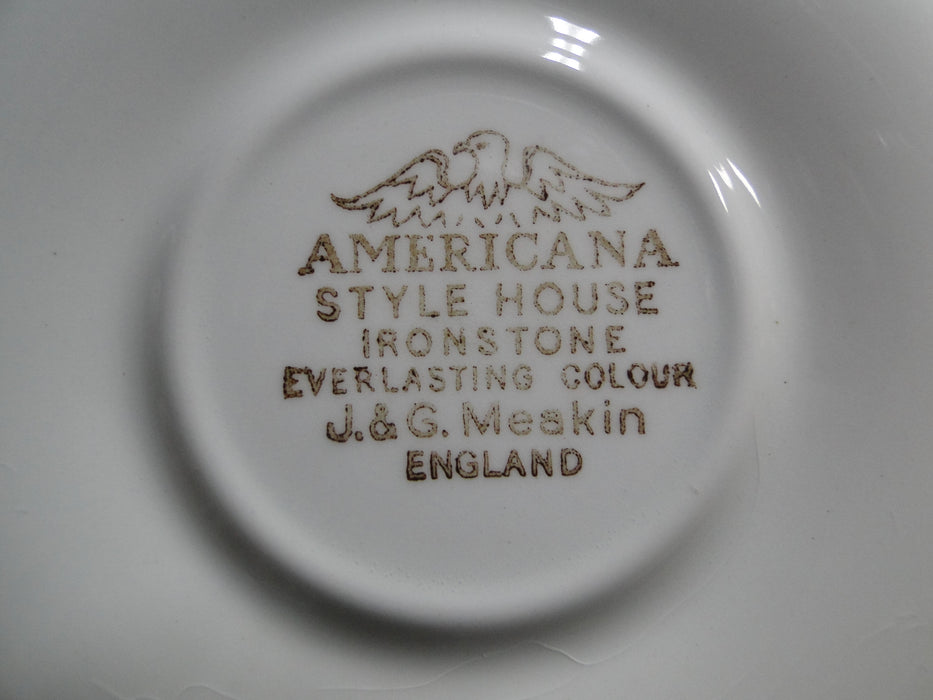 AMERICANA
STYLE HOUSE
IRONSTONE
EVERLASTING COLOUR
J.&G. Meakin
ENGLAND